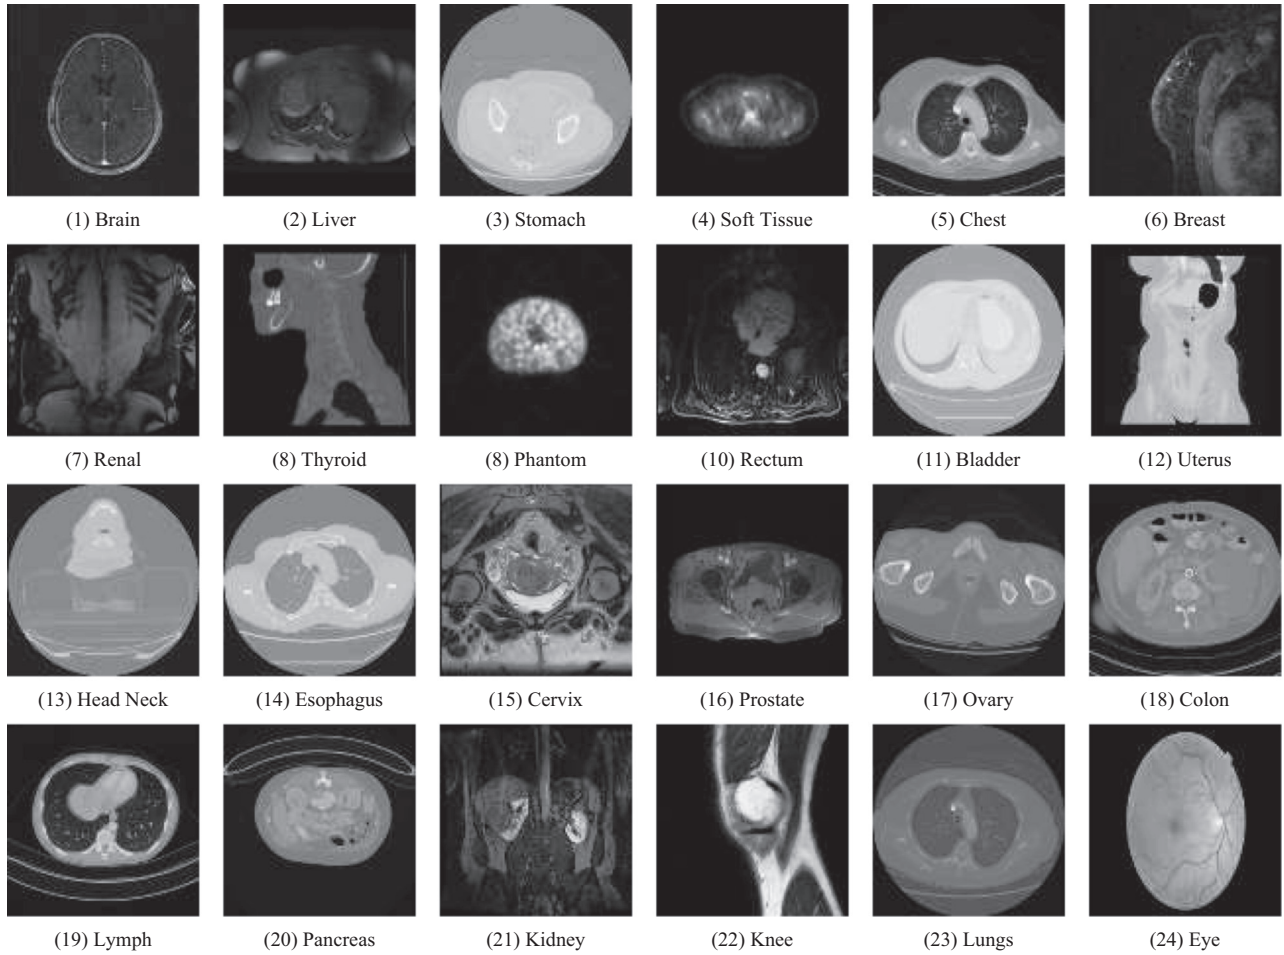 (1) Brain
(2) Liver
(3) Stomach
(4) Soft Tissue
(5) Chest
(6) Breast
(7) Renal
(8) Thyroid
(8) Phantom
(10) Rectum
(11) Bladder
(12) Uterus
(13) Head Neck
(14) Esophagus
(15) Cervix
(16) Prostate
(17) Ovary
(18) Colon
(19) Lymph
(20) Pancreas
(21) Kidney
(22) Knee
(23) Lungs
(24) Eye